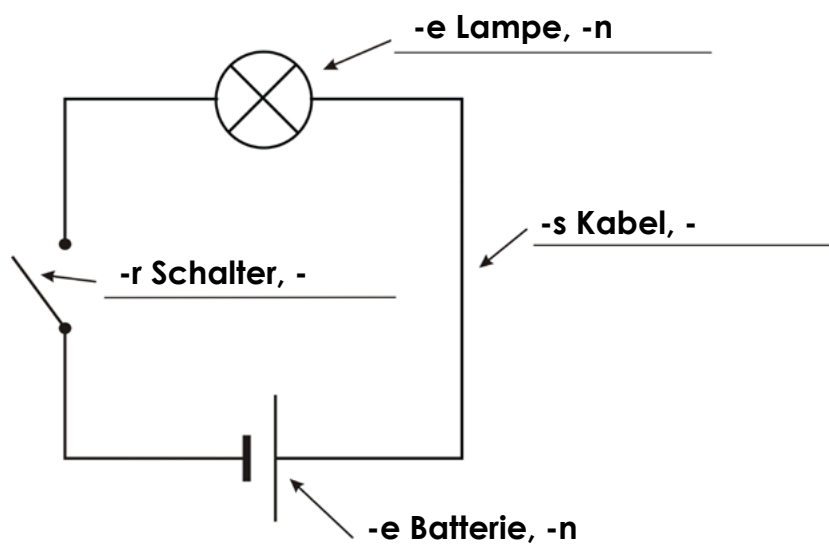 -e Lampe, -n
-s Kabel, -
-r Schalter, -
-e Batterie, -n